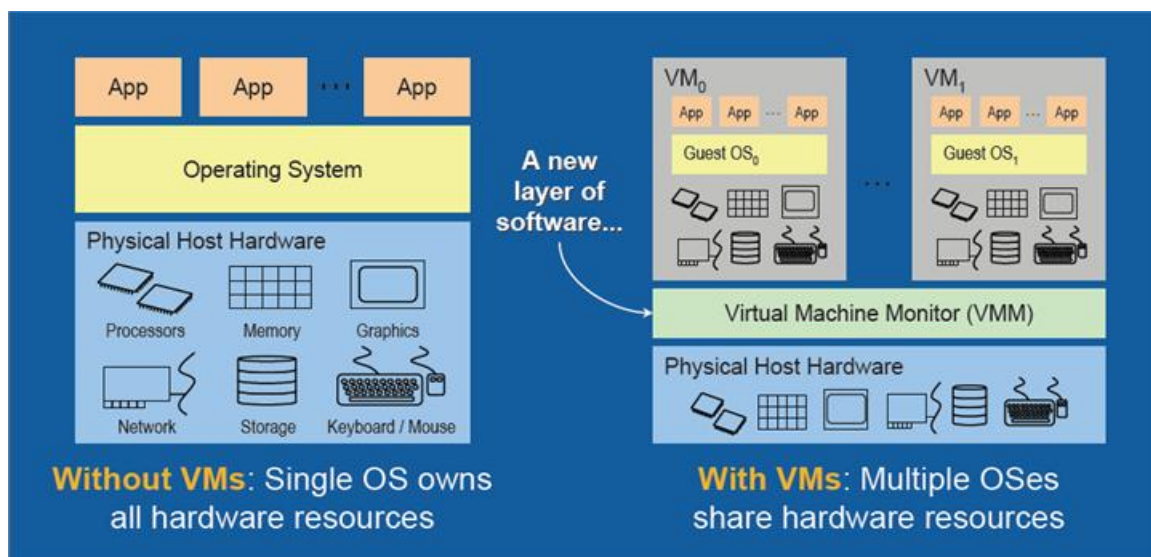 App App ... App
Operating System
Physical Host Hardware
Processors Memory Graphics
Network Storage Keyboard / Mouse
Without VMs: Single OS owns
all hardware resources
A new
layer of
software...
VM₀
App App ... App
Guest OS₀
...
VM₁
App App ... App
Guest OS₁
Virtual Machine Monitor (VMM)
Physical Host Hardware
With VMs: Multiple OSes
share hardware resources